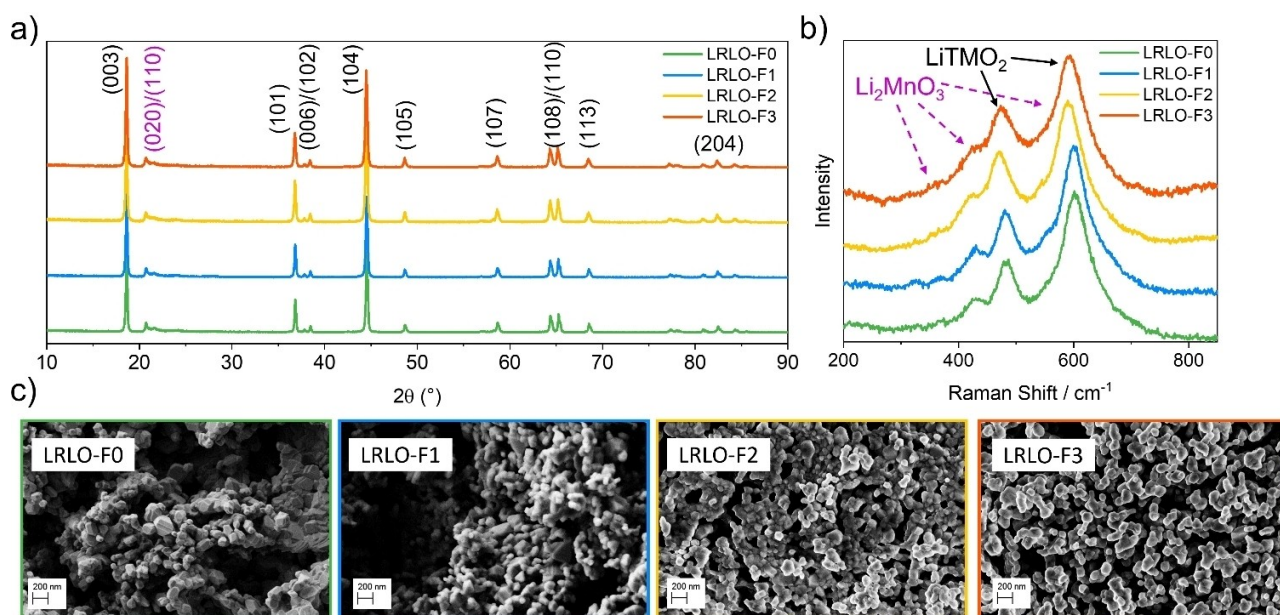 a)
(003)
(020)/(110)
(101)
(006)/(102)
(104)
(105)
(107)
(108)/(110)
(113)
(204)
LRLO-F0
LRLO-F1
LRLO-F2
LRLO-F3
10 20 30 40 50 60 70 80 90
2θ (°)
b)
Intensity
LiTMO₂
Li₂MnO₃
LRLO-F0
LRLO-F1
LRLO-F2
LRLO-F3
200 400 600 800
Raman Shift / cm⁻¹
c)
LRLO-F0
200 nm
LRLO-F1
200 nm
LRLO-F2
200 nm
LRLO-F3
200 nm